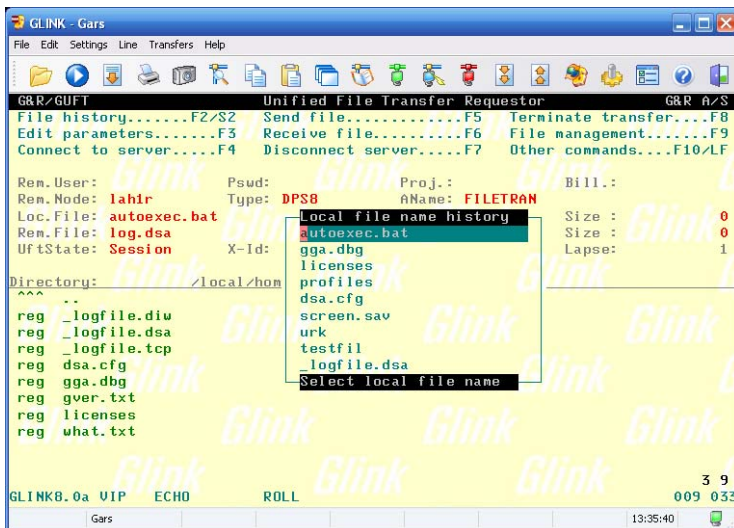 GLINK - Gars
File Edit Settings Line Transfers Help
G&R/GUFT Unified File Transfer Requestor G&R A/S
File history.......F2/S2 Send file............F5 Terminate transfer....F8
Edit parameters.......F3 Receive file.........F6 File management.......F9
Connect to server.....F4 Disconnect server....F7 Other commands....F10/LF
Rem.User: Pswd: Proj.: Bill.:
Rem.Node: lah1r Type: DPS8 AName: FILETRAN
Loc.File: autoexec.bat Local file name history Size : 0
Rem.File: log.dsa autoexec.bat Size : 0
UftState: Session X-Id: gga.dbg Lapse: 1
licenses
Directory: /local/hom profiles
^^^ .. dsa.cfg
reg _logfile.diw screen.sav
reg _logfile.dsa urk
reg _logfile.tcp testfil
reg dsa.cfg _logfile.dsa
reg gga.dbg Select local file name
reg gver.txt
reg licenses
reg what.txt
3 9
GLINK8.0a VIP ECHO ROLL 009 033
Gars 13:35:40